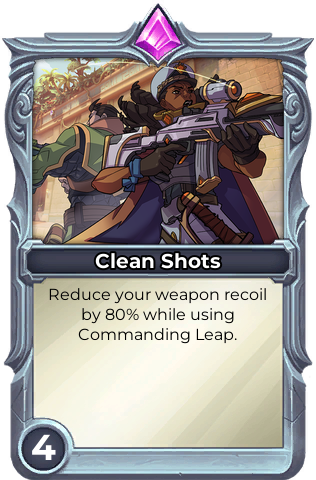 Clean Shots
Reduce your weapon recoil
by 80% while using
Commanding Leap.
4